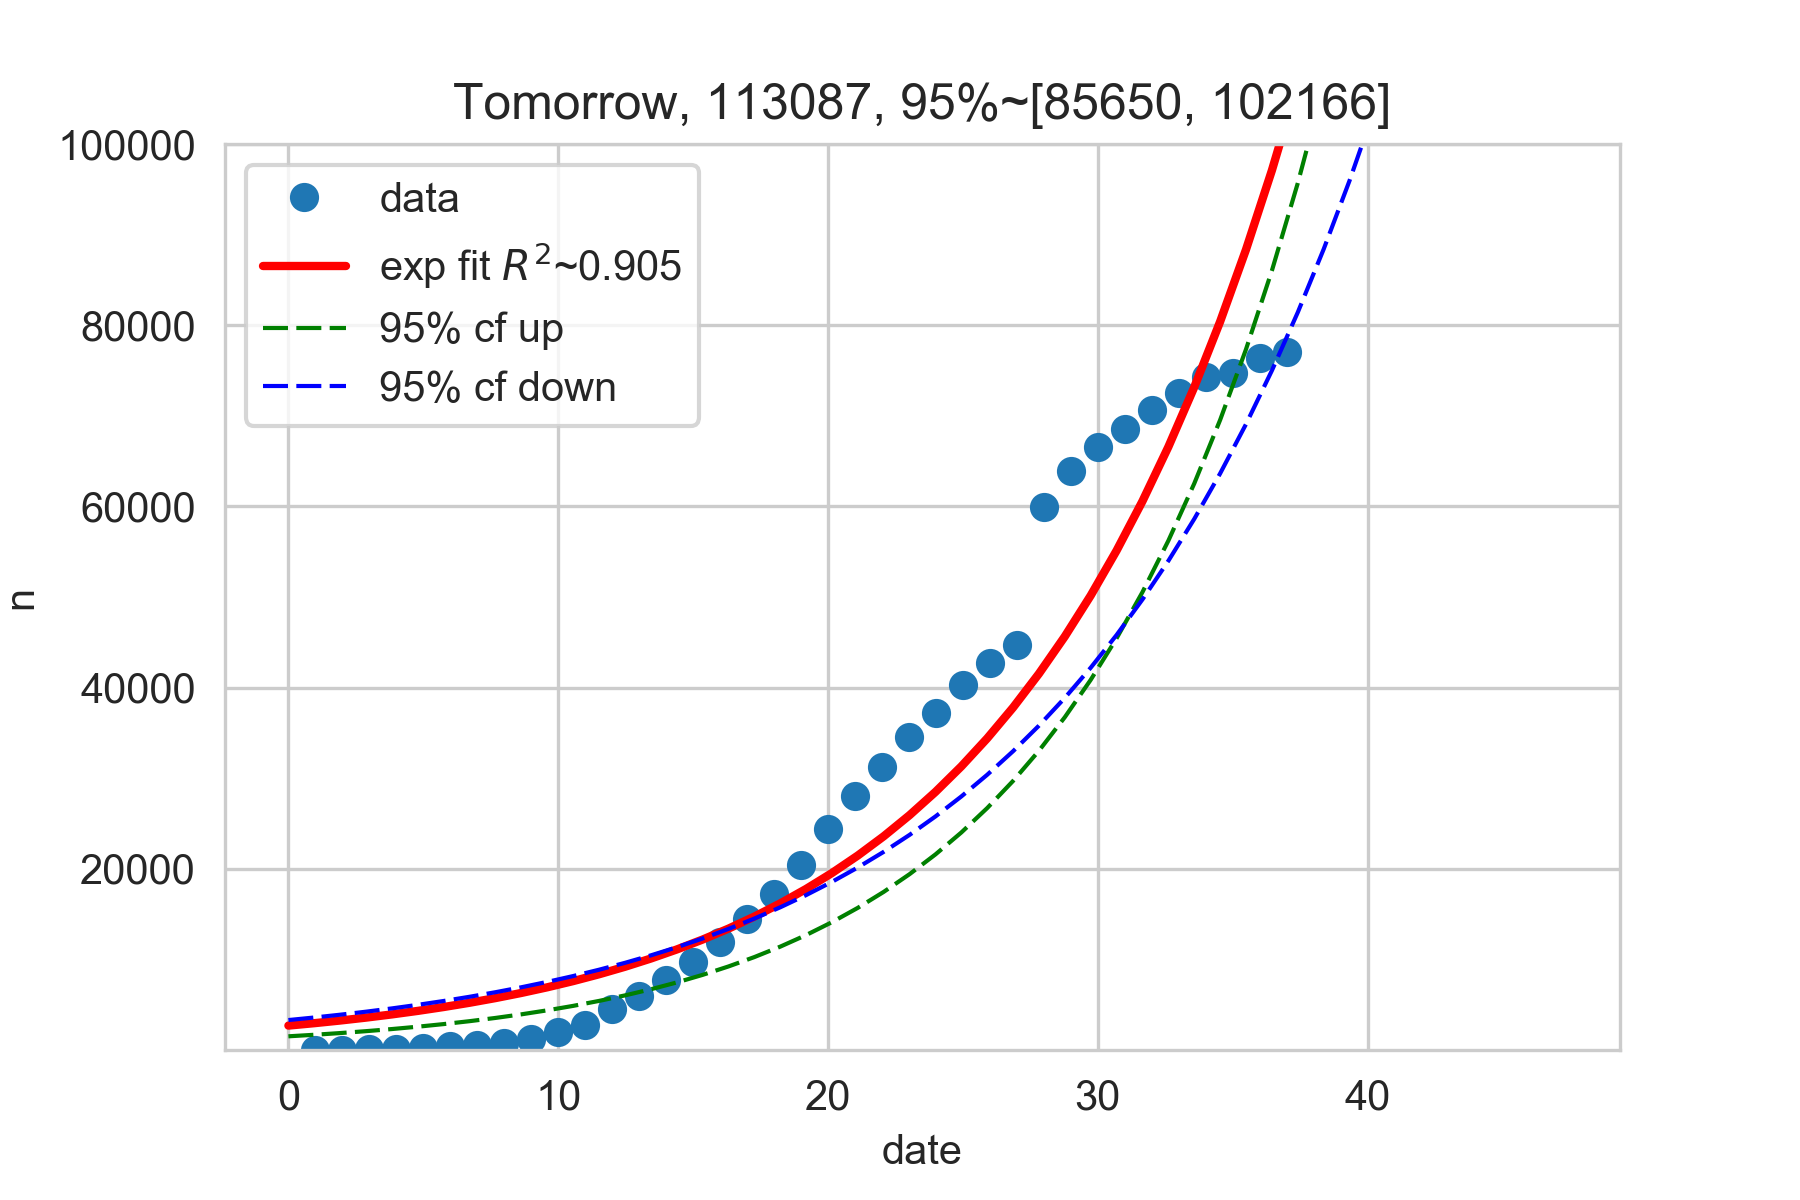 Tomorrow, 113087, 95%~[85650, 102166]
data
exp fit R²~0.905
95% cf up
95% cf down
100000
80000
60000
40000
20000
n
0 10 20 30 40
date